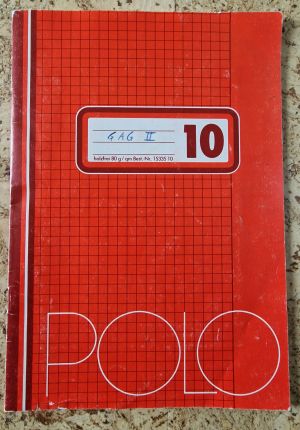 GAG II
10
holzfrei 80 g/qm Best.-Nr. 15335 10
POLO